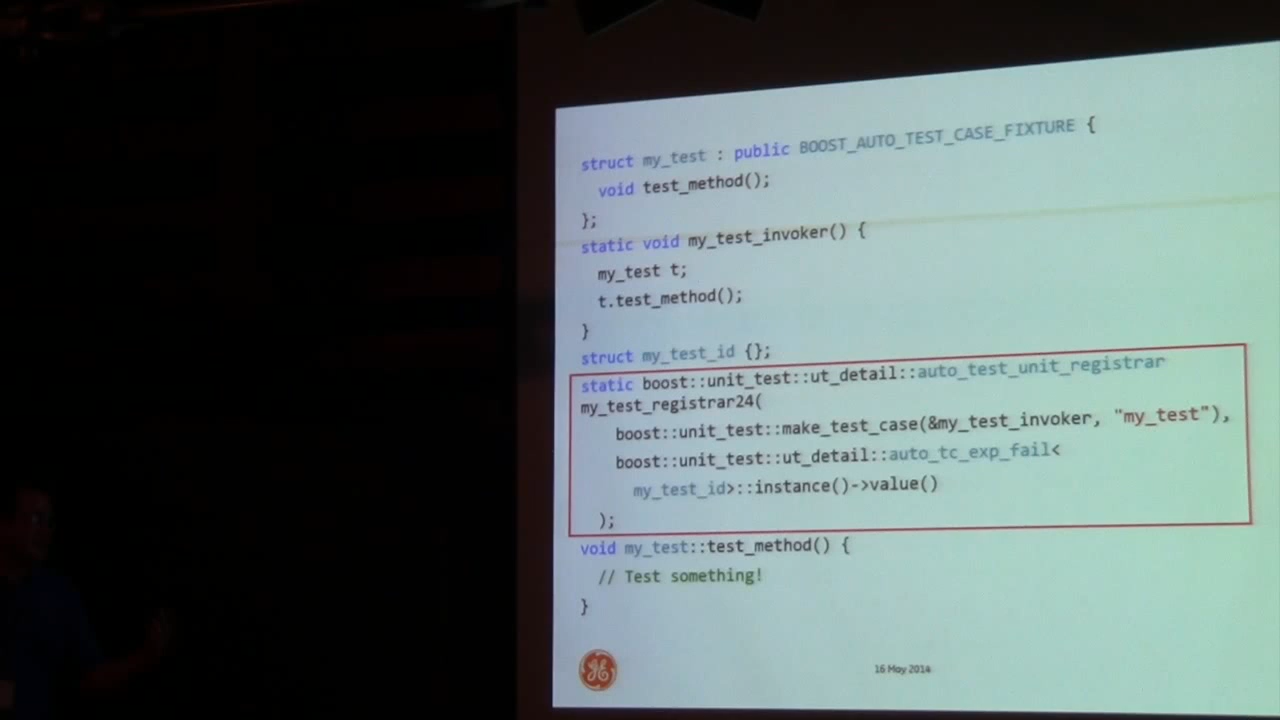 struct my_test : public BOOST_AUTO_TEST_CASE_FIXTURE {
void test_method();
};
static void my_test_invoker() {
my_test t;
t.test_method();
}
struct my_test_id {};
static boost::unit_test::ut_detail::auto_test_unit_registrar
my_test_registrar24(
boost::unit_test::make_test_case(&my_test_invoker, "my_test"),
boost::unit_test::ut_detail::auto_tc_exp_fail<
my_test_id>::instance()->value()
);
void my_test::test_method() {
// Test something!
}
GE
16 May 2014